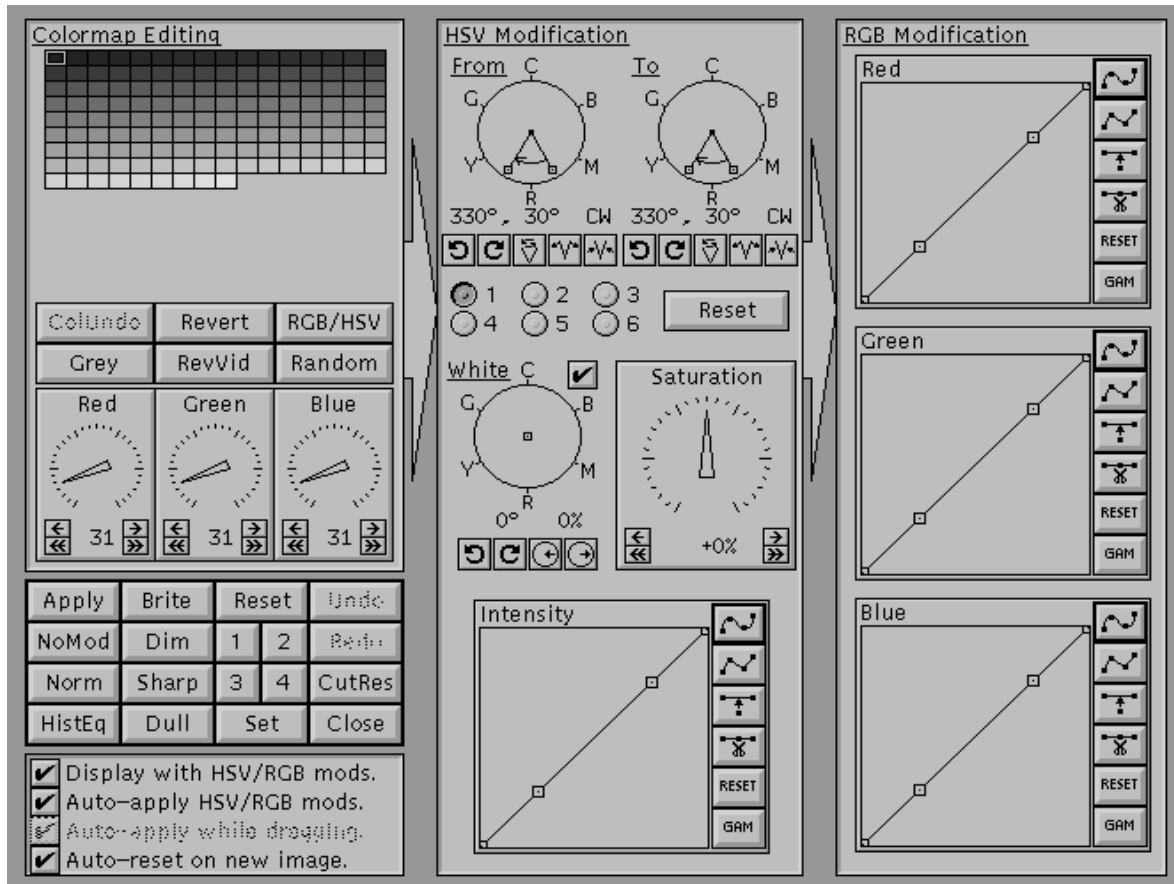 Colormap Editing
ColUndo Revert RGB/HSV
Grey RevVid Random
Red Green Blue
31 31 31
Apply Brite Reset Undo
NoMod Dim 1 2 Redo
Norm Sharp 3 4 CutRes
HistEq Dull Set Close
Display with HSV/RGB mods.
Auto-apply HSV/RGB mods.
Auto-apply while dragging.
Auto-reset on new image.
HSV Modification
From To
C
G B
Y M
R
C
G B
Y M
R
330°, 30° CW 330°, 30° CW
1 2 3
4 5 6
Reset
White
C
G B
Y M
R
0° 0%
Saturation
+0%
Intensity
RESET
GAM
RGB Modification
Red
RESET
GAM
Green
RESET
GAM
Blue
RESET
GAM